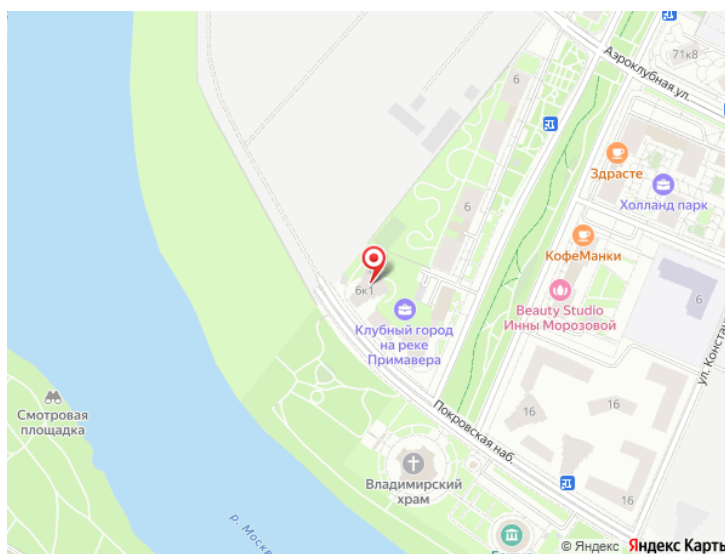 71к8
Аэроклубная ул.
6
Здрасте
Холланд парк
6
КофеМанки
6к1
Клубный город
на реке
Примавера
Beauty Studio
Инны Морозовой
6
Смотровая
площадка
16
16
Покровская наб.
Владимирский
храм
16
р. Москв
© Яндекс Яндекс Карты